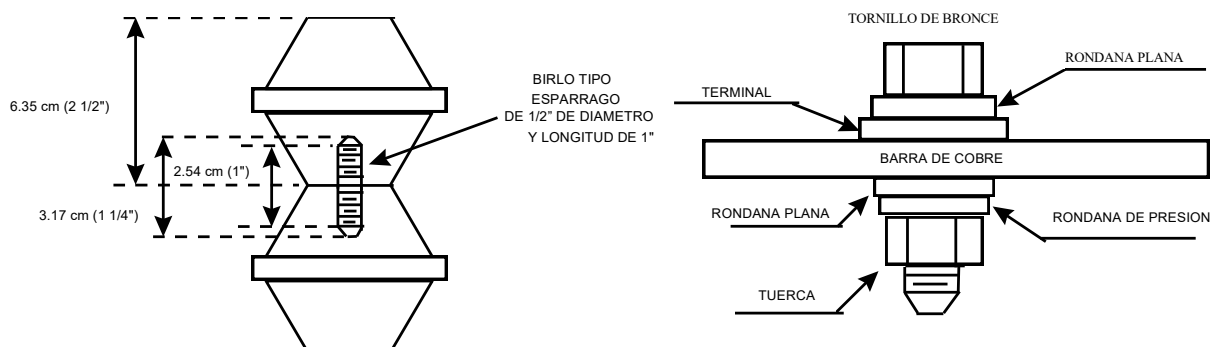 6.35 cm (2 1/2")
2.54 cm (1")
3.17 cm (1 1/4")
BIRLO TIPO
ESPARRAGO
DE 1/2” DE DIAMETRO
Y LONGITUD DE 1"
TORNILLO DE BRONCE
RONDANA PLANA
TERMINAL
BARRA DE COBRE
RONDANA PLANA
RONDANA DE PRESION
TUERCA